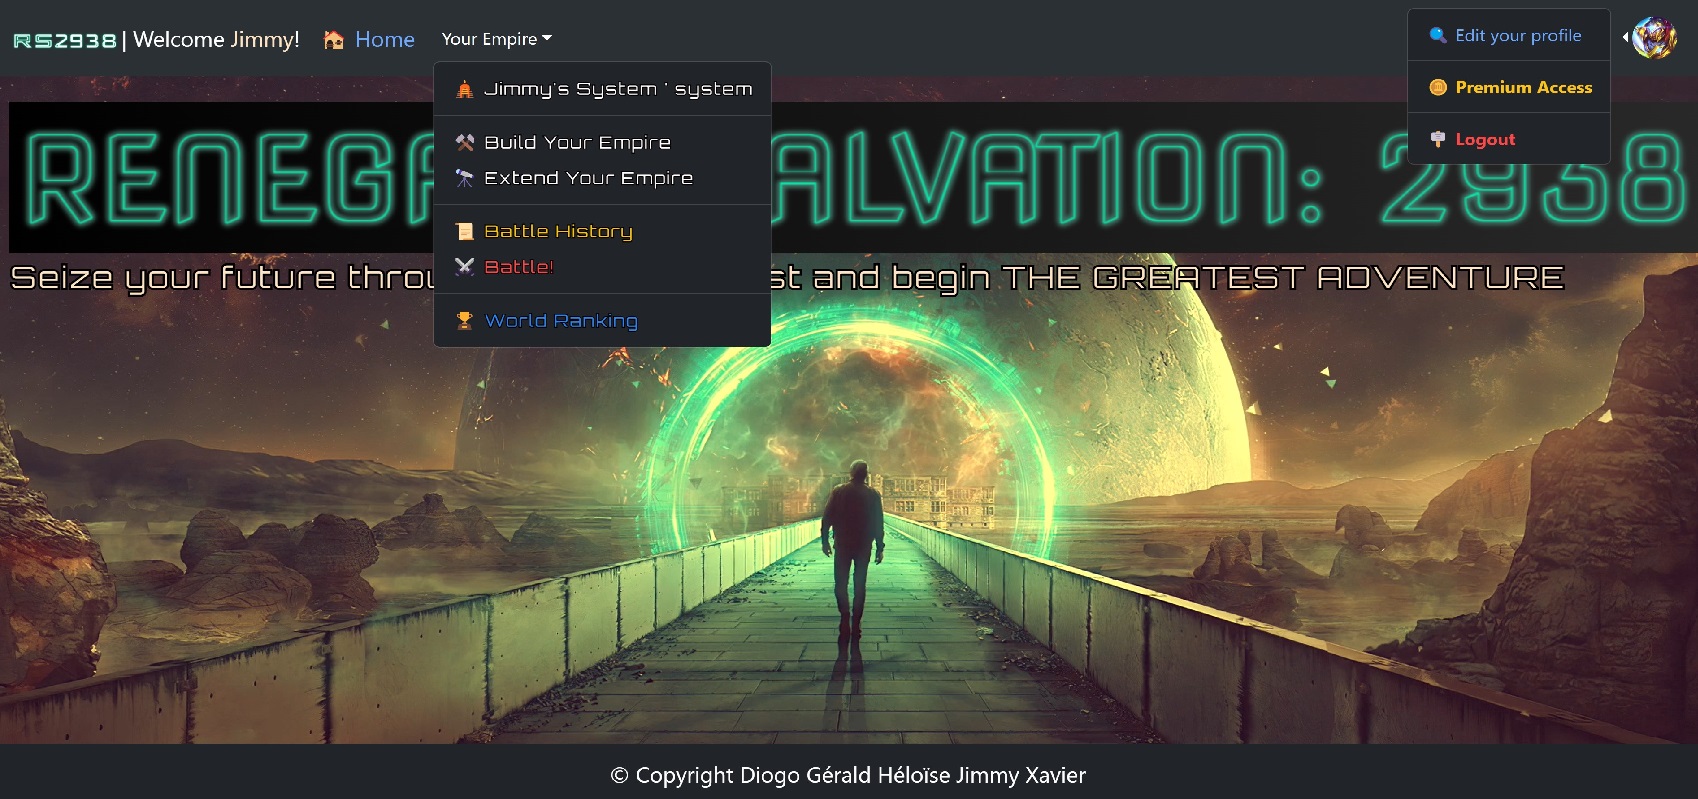 RS2938 | Welcome Jimmy! Home Your Empire
Edit your profile
Premium Access
Logout
Jimmy's System ' system
Build Your Empire
Extend Your Empire
Battle History
Battle!
World Ranking
RENEGA ALVATION: 2938
Seize your future throu st and begin THE GREATEST ADVENTURE
© Copyright Diogo Gérald Héloïse Jimmy Xavier